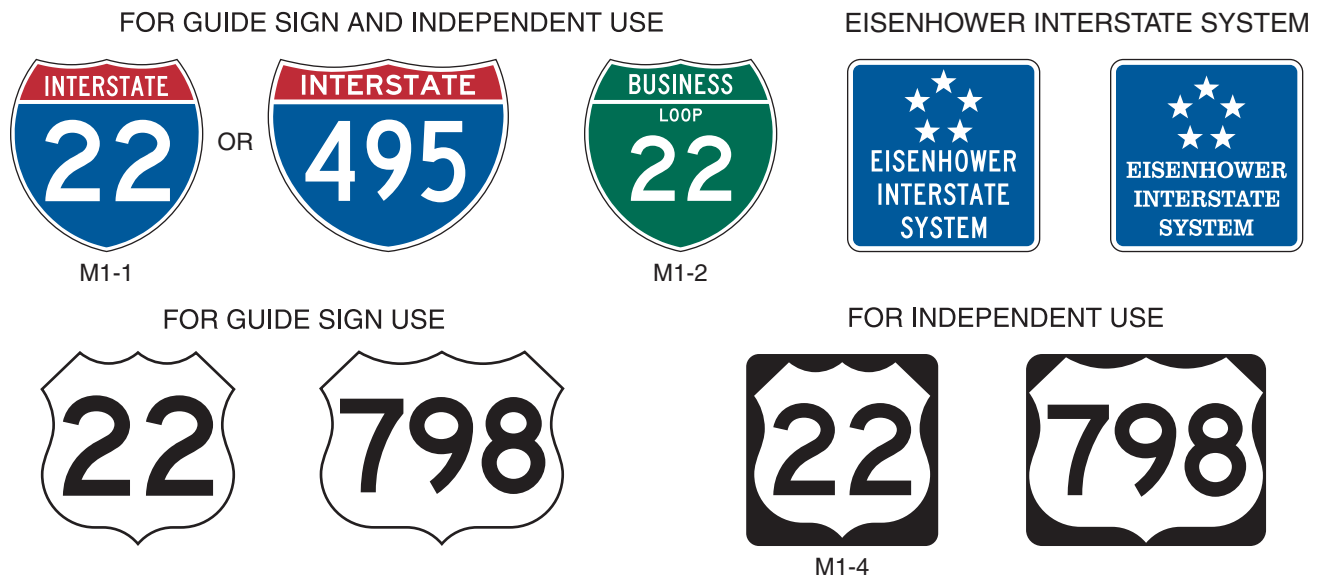 FOR GUIDE SIGN AND INDEPENDENT USE
EISENHOWER INTERSTATE SYSTEM
INTERSTATE
22
OR
INTERSTATE
495
BUSINESS
LOOP
22
EISENHOWER
INTERSTATE
SYSTEM
EISENHOWER
INTERSTATE
SYSTEM
M1-1
M1-2
FOR GUIDE SIGN USE
FOR INDEPENDENT USE
22
798
22
798
M1-4